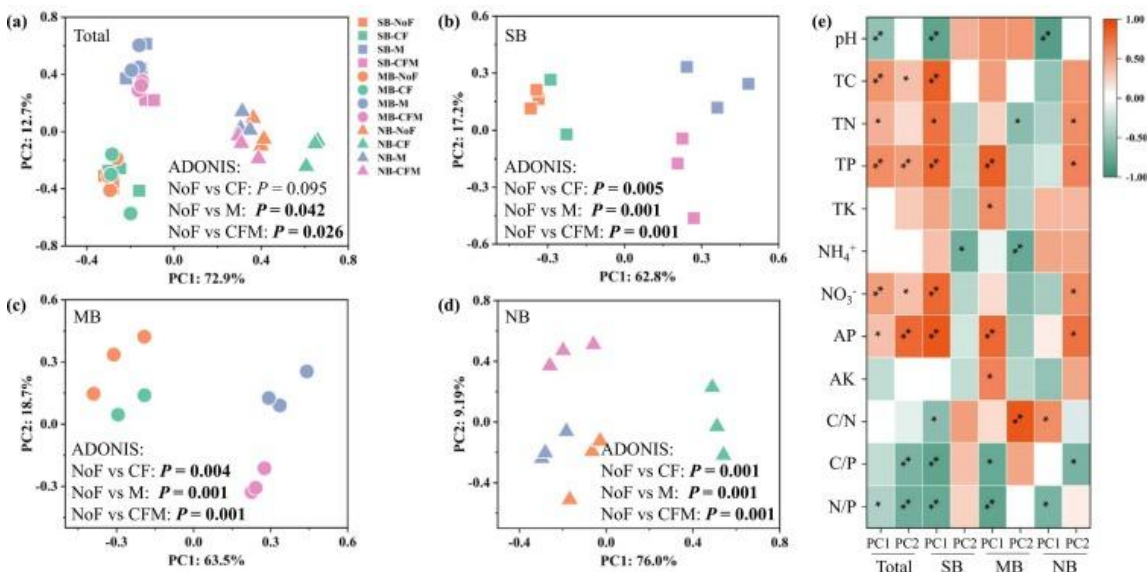 (a)
Total
PC2: 12.7%
0.8
0.4
0.0
-0.4
-0.8
ADONIS:
NoF vs CF: P = 0.095
NoF vs M: P = 0.042
NoF vs CFM: P = 0.026
-0.4 0.0 0.4 0.8
PC1: 72.9%
SB-NoF
SB-CF
SB-M
SB-CFM
MB-NoF
MB-CF
MB-M
MB-CFM
NB-NoF
NB-CF
NB-M
NB-CFM
(b)
SB
PC2: 17.2%
0.6
0.3
0.0
-0.3
-0.6
ADONIS:
NoF vs CF: P = 0.005
NoF vs M: P = 0.001
NoF vs CFM: P = 0.001
-0.4 0.0 0.4
PC1: 62.8%
(c)
MB
PC2: 18.7%
0.6
0.3
0.0
-0.3
ADONIS:
NoF vs CF: P = 0.004
NoF vs M: P = 0.001
NoF vs CFM: P = 0.001
-0.3 0.0 0.3 0.6
PC1: 63.5%
(d)
NB
PC2: 9.19%
0.4
0.0
-0.4
ADONIS:
NoF vs CF: P = 0.001
NoF vs M: P = 0.001
NoF vs CFM: P = 0.001
-0.4 0.0 0.4 0.8
PC1: 76.0%
(e)
pH
TC
TN
TP
TK
NH₄⁺
NO₃⁻
AP
AK
C/N
C/P
N/P
PC1 PC2 PC1 PC2 PC1 PC2 PC1 PC2
Total SB MB NB
1.00
0.75
0.50
0.25
0.00
-0.25
-0.50
-0.75
-1.00